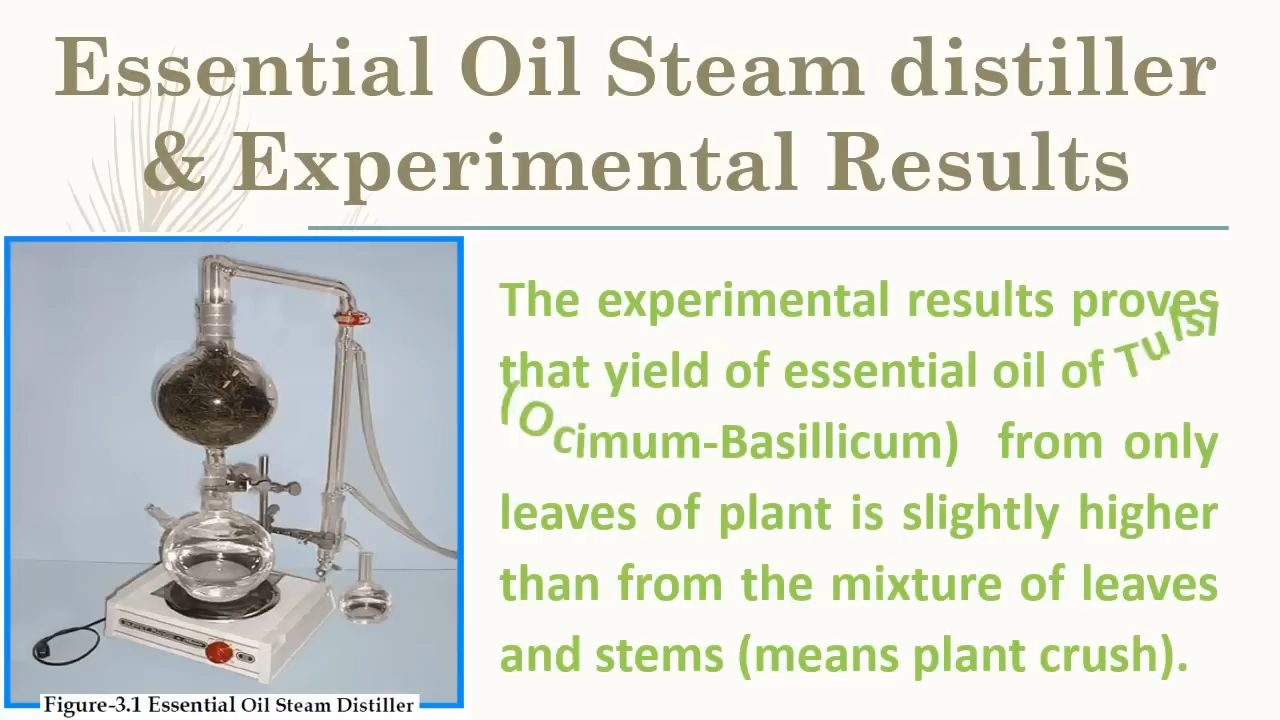 Essential Oil Steam distiller
& Experimental Results
The experimental results proves
that yield of essential oil of Tulsi
(Ocimum-Basillicum) from only
leaves of plant is slightly higher
than from the mixture of leaves
and stems (means plant crush).
Figure-3.1 Essential Oil Steam Distiller